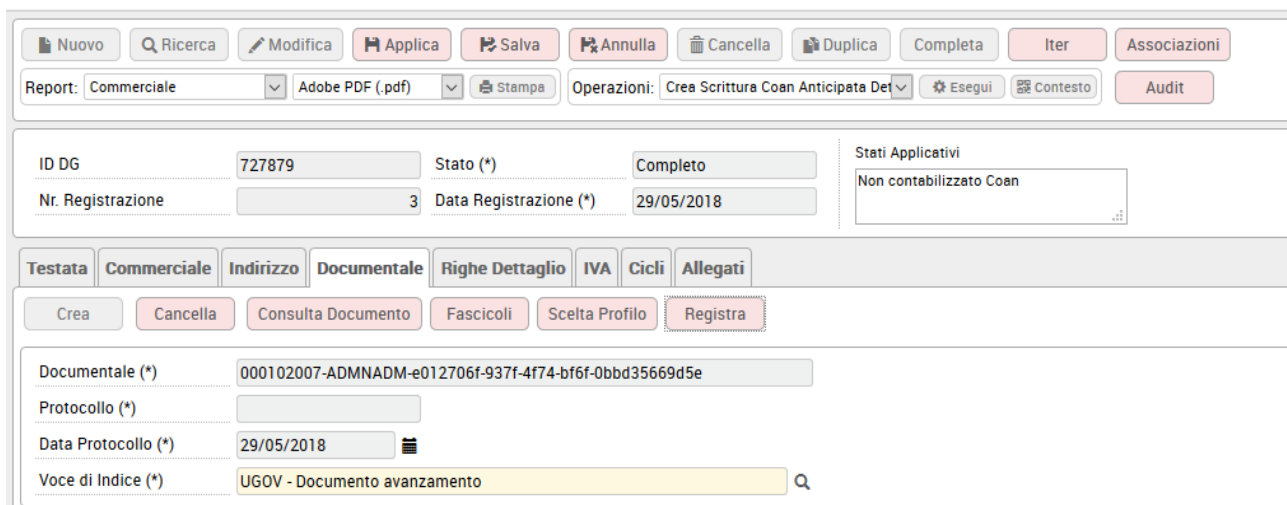 Nuovo Ricerca Modifica Applica Salva Annulla Cancella Duplica Completa Iter Associazioni
Report: Commerciale Adobe PDF (.pdf) Stampa Operazioni: Crea Scrittura Coan Anticipata Det Esegui Contesto Audit
ID DG 727879 Stato (*) Completo Stati Applicativi
Non contabilizzato Coan
Nr. Registrazione 3 Data Registrazione (*) 29/05/2018
Testata Commerciale Indirizzo Documentale Righe Dettaglio IVA Cicli Allegati
Crea Cancella Consulta Documento Fascicoli Scelta Profilo Registra
Documentale (*) 000102007-ADMNADM-e012706f-937f-4f74-bf6f-0bbd35669d5e
Protocollo (*)
Data Protocollo (*) 29/05/2018
Voce di Indice (*) UGOV - Documento avanzamento